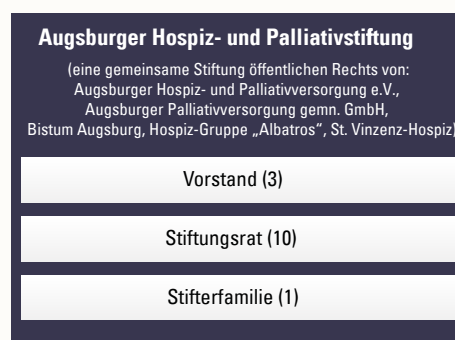 Augsburger Hospiz- und Palliativstiftung
(eine gemeinsame Stiftung öffentlichen Rechts von:
Augsburger Hospiz- und Palliativversorgung e.V.,
Augsburger Palliativversorgung gemn. GmbH,
Bistum Augsburg, Hospiz-Gruppe „Albatros“, St. Vinzenz-Hospiz)
Vorstand (3)
Stiftungsrat (10)
Stifterfamilie (1)